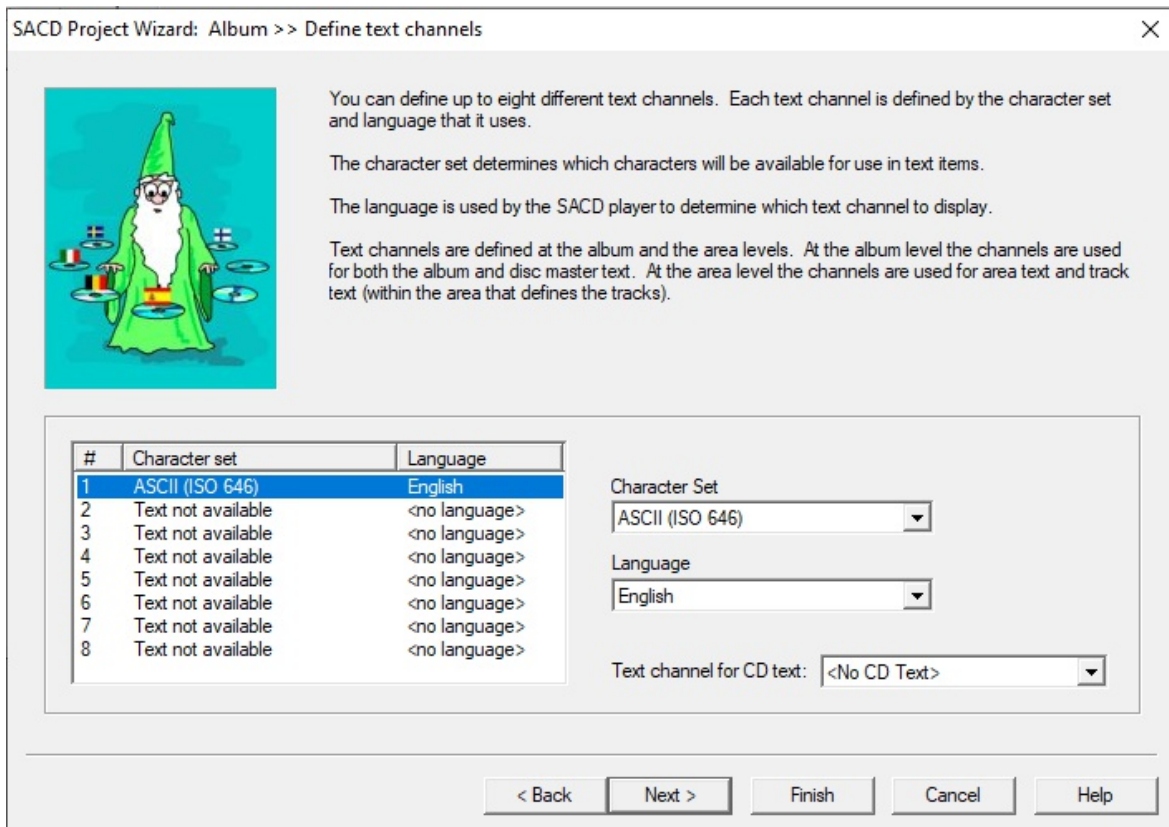 SACD Project Wizard:  Album >> Define text channels
You can define up to eight different text channels.  Each text channel is defined by the character set
and language that it uses.
The character set determines which characters will be available for use in text items.
The language is used by the SACD player to determine which text channel to display.
Text channels are defined at the album and the area levels.  At the album level the channels are used
for both the album and disc master text.  At the area level the channels are used for area text and track
text (within the area that defines the tracks).
# Character set Language
1 ASCII (ISO 646) English
2 Text not available <no language>
3 Text not available <no language>
4 Text not available <no language>
5 Text not available <no language>
6 Text not available <no language>
7 Text not available <no language>
8 Text not available <no language>
Character Set
ASCII (ISO 646)
Language
English
Text channel for CD text: <No CD Text>
< Back Next > Finish Cancel Help